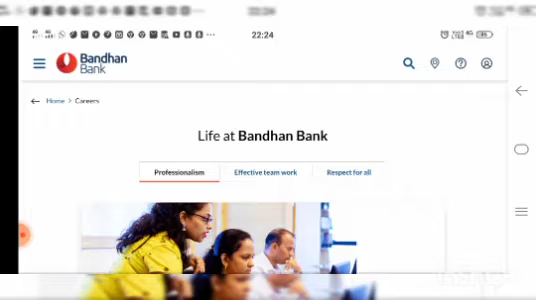 22:24
Bandhan
Bank
Home > Careers
Life at Bandhan Bank
Professionalism
Effective team work
Respect for all